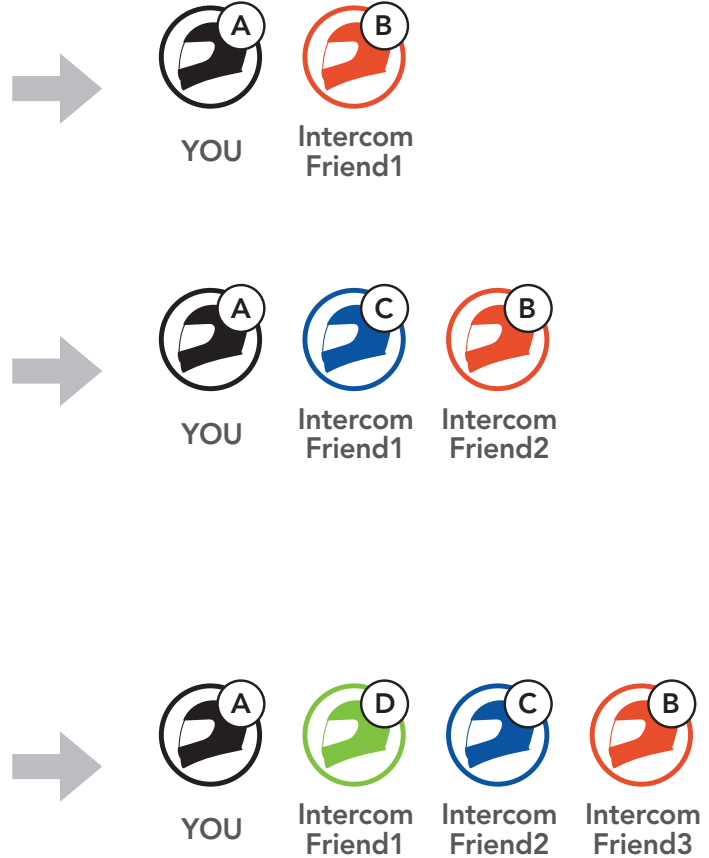 A B
YOU Intercom
Friend1
A C B
YOU Intercom Intercom
Friend1 Friend2
A D C B
YOU Intercom Intercom Intercom
Friend1 Friend2 Friend3